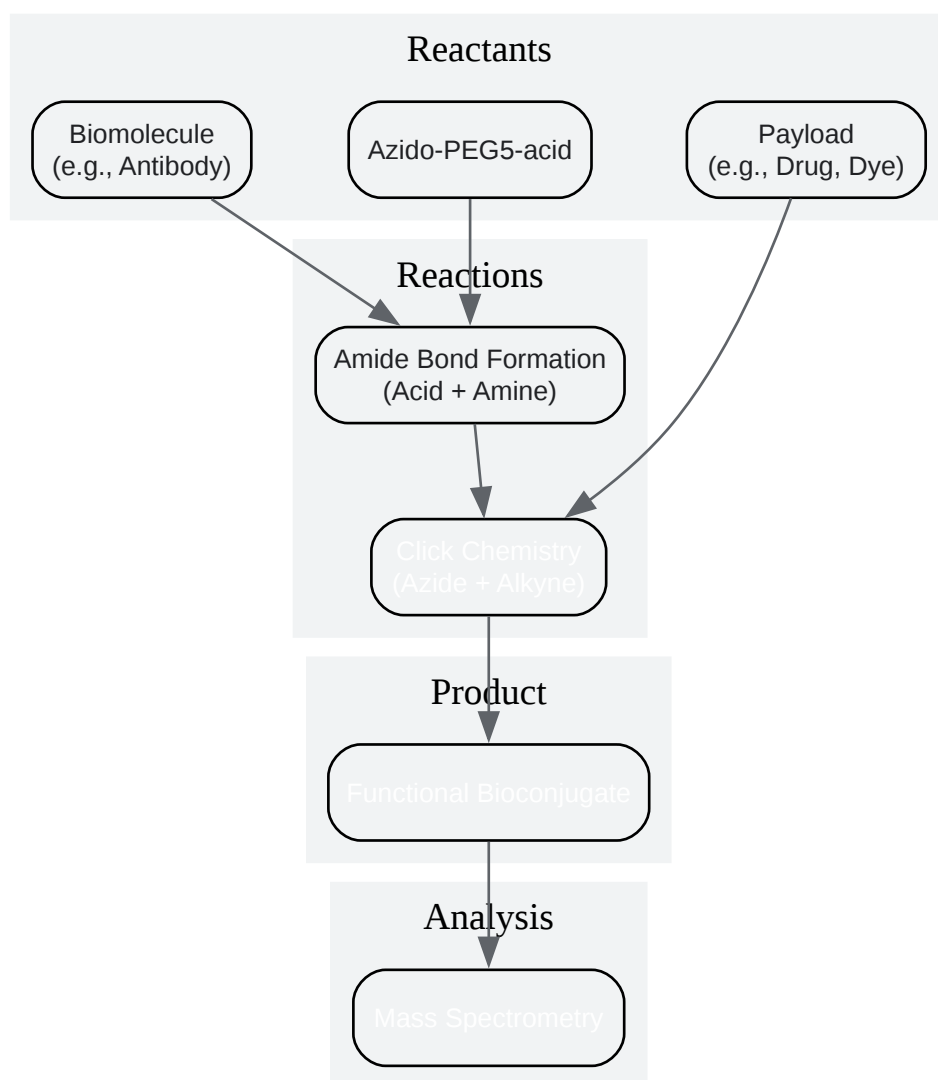 Reactants
Biomolecule
(e.g., Antibody)
Azido-PEG5-acid
Payload
(e.g., Drug, Dye)
Reactions
Amide Bond Formation
(Acid + Amine)
Click Chemistry
(Azide + Alkyne)
Product
Functional Bioconjugate
Analysis
Mass Spectrometry